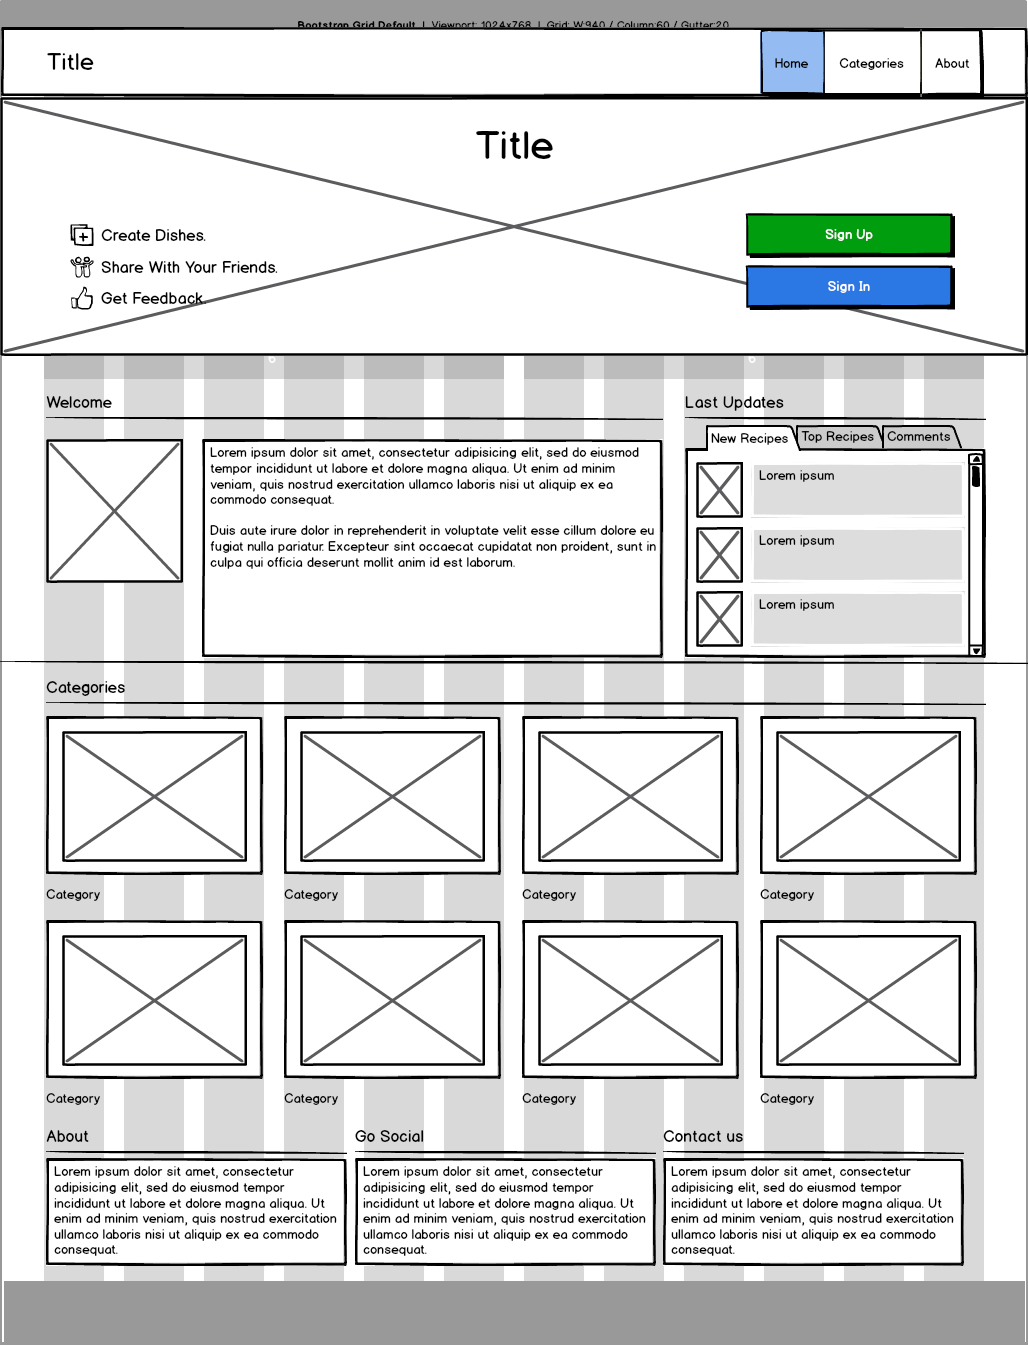 Bootstrap Grid Default | Viewport: 1024x768 | Grid: W:940 / Column:60 / Gutter:20
Title
Home
Categories
About
Title
Create Dishes.
Share With Your Friends.
Get Feedback.
Sign Up
Sign In
6
6
Welcome
Lorem ipsum dolor sit amet, consectetur adipisicing elit, sed do eiusmod
tempor incididunt ut labore et dolore magna aliqua. Ut enim ad minim
veniam, quis nostrud exercitation ullamco laboris nisi ut aliquip ex ea
commodo consequat.
Duis aute irure dolor in reprehenderit in voluptate velit esse cillum dolore eu
fugiat nulla pariatur. Excepteur sint occaecat cupidatat non proident, sunt in
culpa qui officia deserunt mollit anim id est laborum.
Last Updates
New Recipes
Top Recipes
Comments
Lorem ipsum
Lorem ipsum
Lorem ipsum
Categories
Category
Category
Category
Category
Category
Category
Category
Category
About
Lorem ipsum dolor sit amet, consectetur
adipisicing elit, sed do eiusmod tempor
incididunt ut labore et dolore magna aliqua. Ut
enim ad minim veniam, quis nostrud exercitation
ullamco laboris nisi ut aliquip ex ea commodo
consequat.
Go Social
Lorem ipsum dolor sit amet, consectetur
adipisicing elit, sed do eiusmod tempor
incididunt ut labore et dolore magna aliqua. Ut
enim ad minim veniam, quis nostrud exercitation
ullamco laboris nisi ut aliquip ex ea commodo
consequat.
Contact us
Lorem ipsum dolor sit amet, consectetur
adipisicing elit, sed do eiusmod tempor
incididunt ut labore et dolore magna aliqua. Ut
enim ad minim veniam, quis nostrud exercitation
ullamco laboris nisi ut aliquip ex ea commodo
consequat.